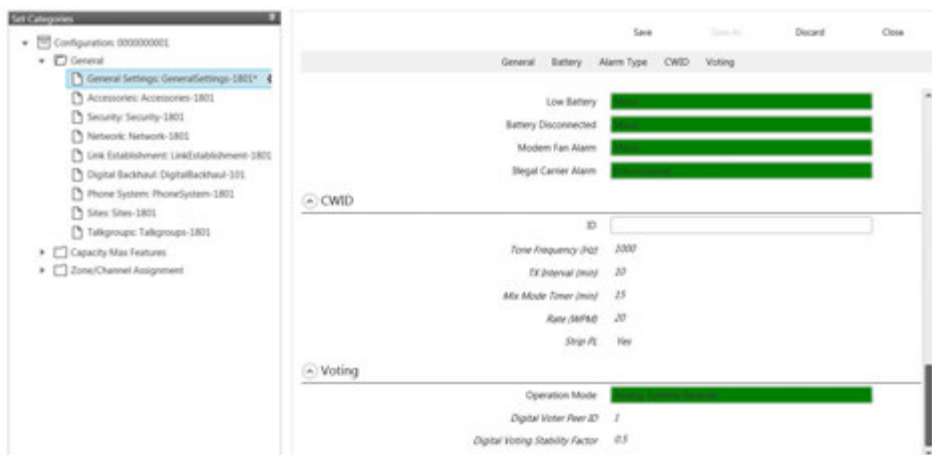 Set Categories
Configuration: 0000000001
General
General Settings: GeneralSettings-1801*
Accessories: Accessories-1801
Security: Security-1801
Network: Network-1801
Link Establishment: LinkEstablishment-1801
Digital Backhaul: DigitalBackhaul-101
Phone System: PhoneSystem-1801
Sites: Sites-1801
Talkgroups: Talkgroups-1801
Capacity Max Features
Zone/Channel Assignment
Save Save As Discard Close
General Battery Alarm Type CWID Voting
Low Battery
Battery Disconnected
Modem Fan Alarm
Illegal Carrier Alarm
CWID
ID
Tone Frequency (Hz) 1000
TX Interval (min) 10
Mix Mode Timer (min) 15
Rate (WPM) 20
Strip PL Yes
Voting
Operation Mode
Digital Voter Peer ID 1
Digital Voting Stability Factor 0.5